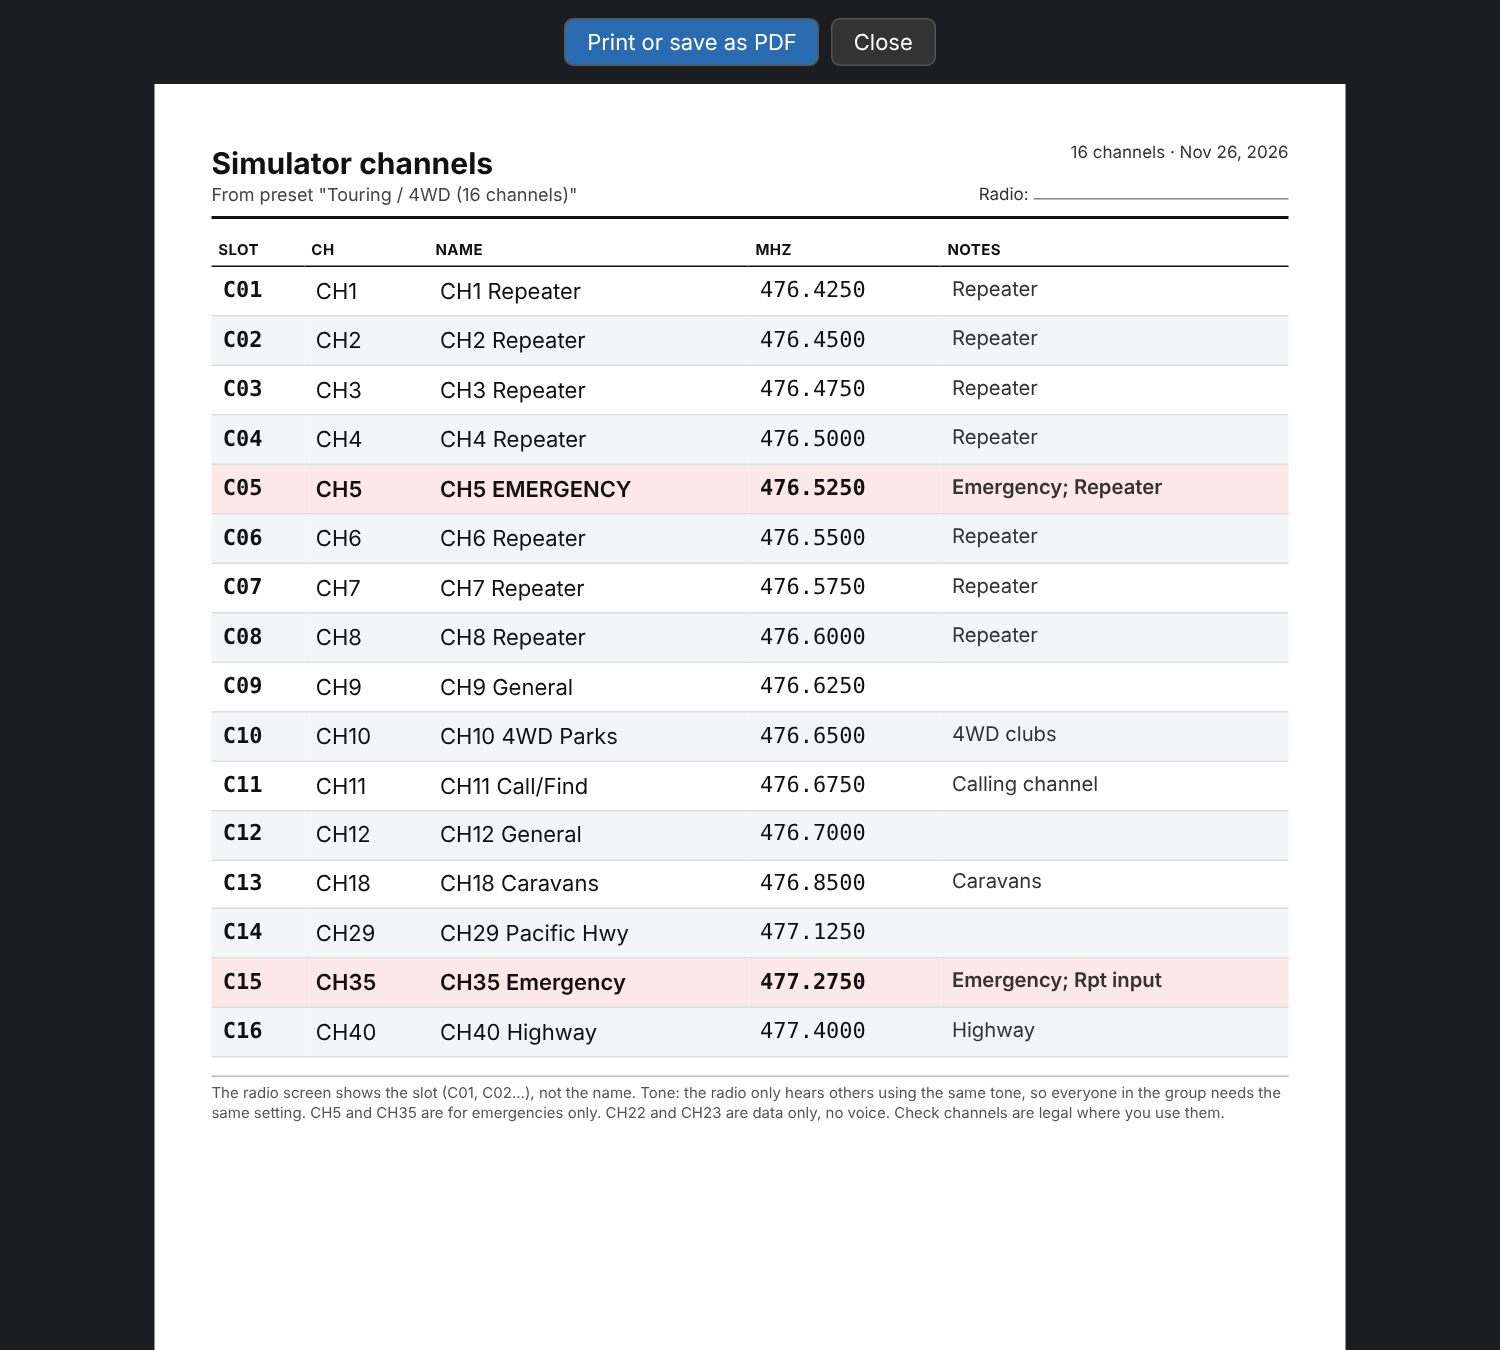 Print or save as PDF
Close
Simulator channels
16 channels · Nov 26, 2026
From preset "Touring / 4WD (16 channels)"
Radio:
SLOT CH NAME MHZ NOTES
C01 CH1 CH1 Repeater 476.4250 Repeater
C02 CH2 CH2 Repeater 476.4500 Repeater
C03 CH3 CH3 Repeater 476.4750 Repeater
C04 CH4 CH4 Repeater 476.5000 Repeater
C05 CH5 CH5 EMERGENCY 476.5250 Emergency; Repeater
C06 CH6 CH6 Repeater 476.5500 Repeater
C07 CH7 CH7 Repeater 476.5750 Repeater
C08 CH8 CH8 Repeater 476.6000 Repeater
C09 CH9 CH9 General 476.6250
C10 CH10 CH10 4WD Parks 476.6500 4WD clubs
C11 CH11 CH11 Call/Find 476.6750 Calling channel
C12 CH12 CH12 General 476.7000
C13 CH18 CH18 Caravans 476.8500 Caravans
C14 CH29 CH29 Pacific Hwy 477.1250
C15 CH35 CH35 Emergency 477.2750 Emergency; Rpt input
C16 CH40 CH40 Highway 477.4000 Highway
The radio screen shows the slot (C01, C02...), not the name. Tone: the radio only hears others using the same tone, so everyone in the group needs the
same setting. CH5 and CH35 are for emergencies only. CH22 and CH23 are data only, no voice. Check channels are legal where you use them.